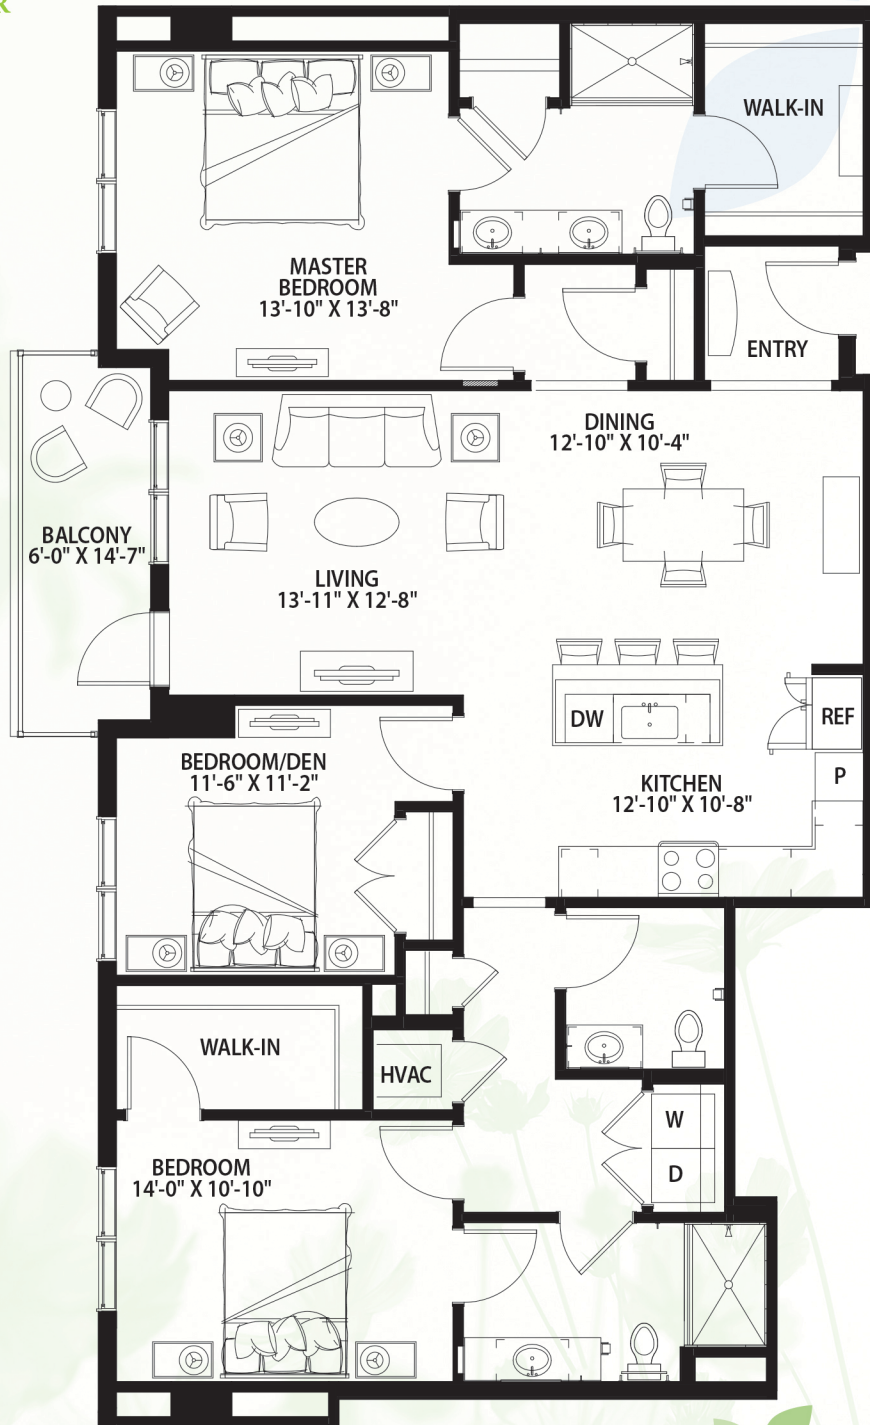 WALK-IN
MASTER
BEDROOM
13'-10" X 13'-8"
ENTRY
DINING
12'-10" X 10'-4"
BALCONY
6'-0" X 14'-7"
LIVING
13'-11" X 12'-8"
DW
REF
BEDROOM/DEN
11'-6" X 11'-2"
P
KITCHEN
12'-10" X 10'-8"
WALK-IN
HVAC
W
BEDROOM
14'-0" X 10'-10"
D